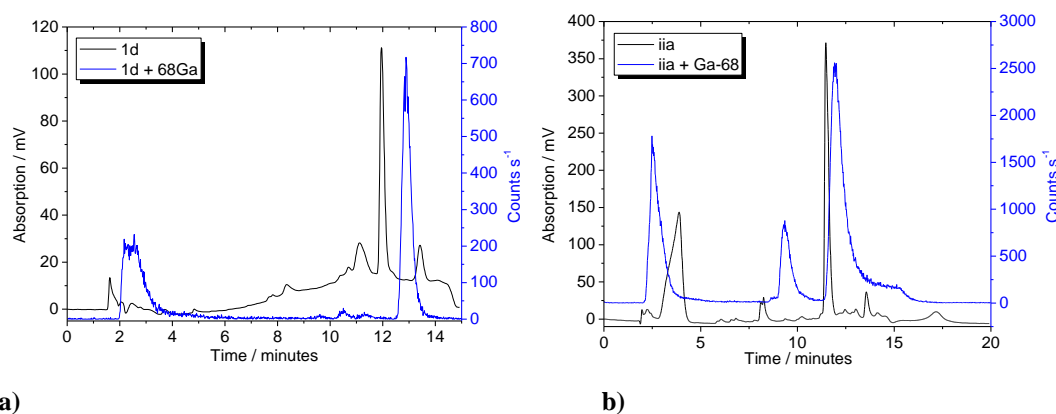 120
100
80
60
40
20
0
Absorption / mV
1d
1d + 68Ga
800
700
600
500
400
300
200
100
0
Counts s⁻¹
0 2 4 6 8 10 12 14
Time / minutes
a)
400
350
300
250
200
150
100
50
0
Absorption / mV
iia
iia + Ga-68
3000
2500
2000
1500
1000
500
0
Counts s⁻¹
0 5 10 15 20
Time / minutes
b)